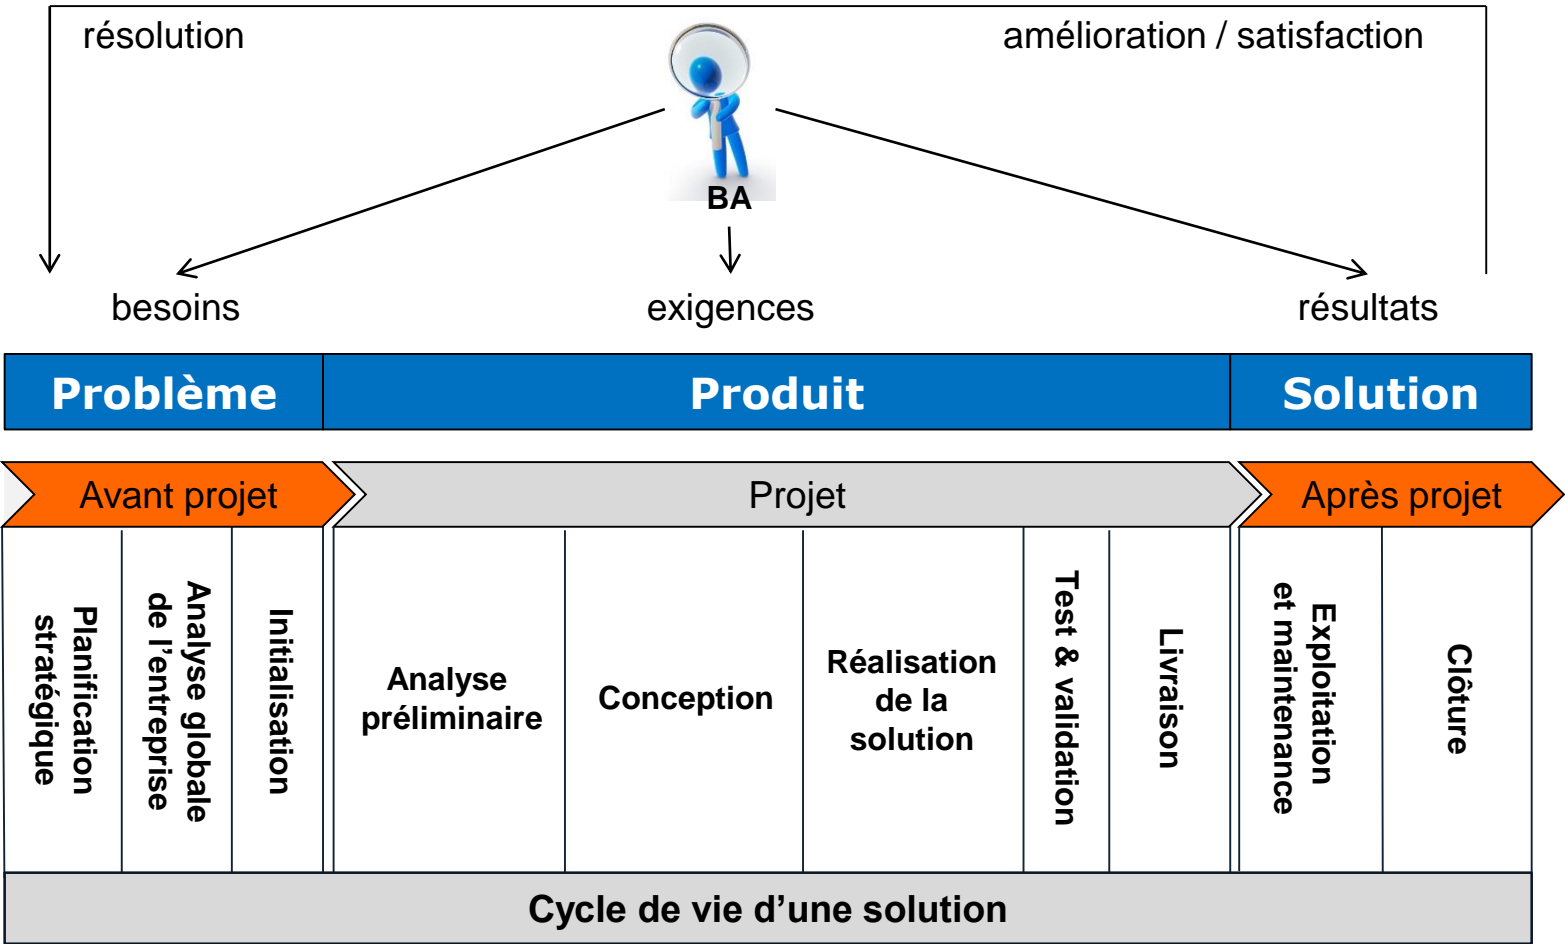 résolution
amélioration / satisfaction
BA
besoins
exigences
résultats
Problème
Produit
Solution
Avant projet
Projet
Après projet
Planification
stratégique
Analyse globale
de l’entreprise
Initialisation
Analyse
préliminaire
Conception
Réalisation
de la
solution
Test & validation
Livraison
Exploitation
et maintenance
Clôture
Cycle de vie d’une solution